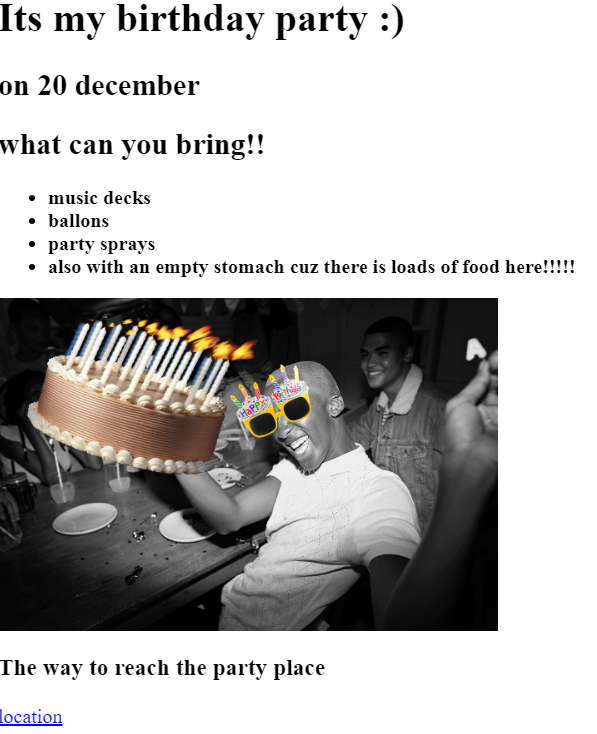 Its my birthday party :)
on 20 december
what can you bring!!
music decks
ballons
party sprays
also with an empty stomach cuz there is loads of food here!!!!!
HAPPY Birthday
The way to reach the party place
location